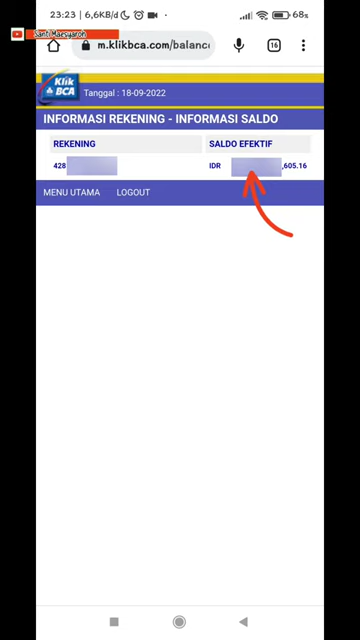 23:23 | 6,6KB/d
68%
Santi Maesyaroh
m.klikbca.com/balance
16
Klik
BCA
Tanggal : 18-09-2022
INFORMASI REKENING - INFORMASI SALDO
REKENING SALDO EFEKTIF
428 IDR ,605.16
MENU UTAMA LOGOUT